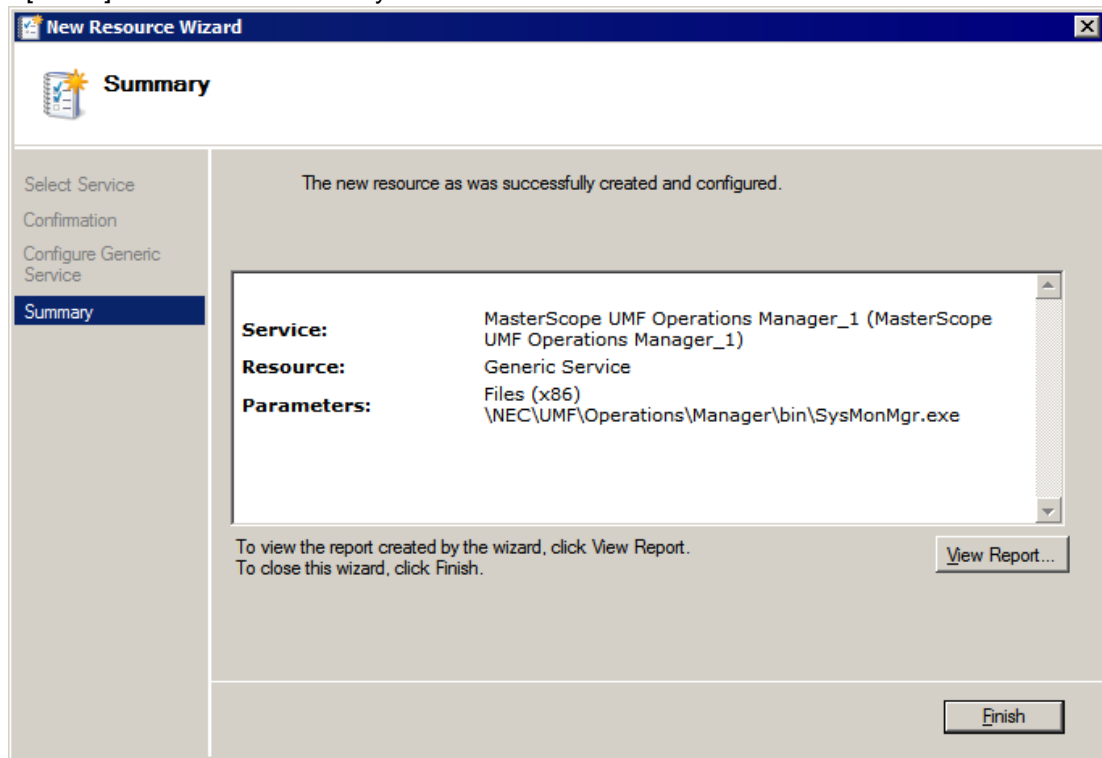 New Resource Wizard
Summary
Select Service
Confirmation
Configure Generic
Service
Summary
The new resource as was successfully created and configured.
Service:
MasterScope UMF Operations Manager_1 (MasterScope
UMF Operations Manager_1)
Resource:
Generic Service
Parameters:
Files (x86)
\NEC\UMF\Operations\Manager\bin\SysMonMgr.exe
To view the report created by the wizard, click View Report.
To close this wizard, click Finish.
View Report...
Finish